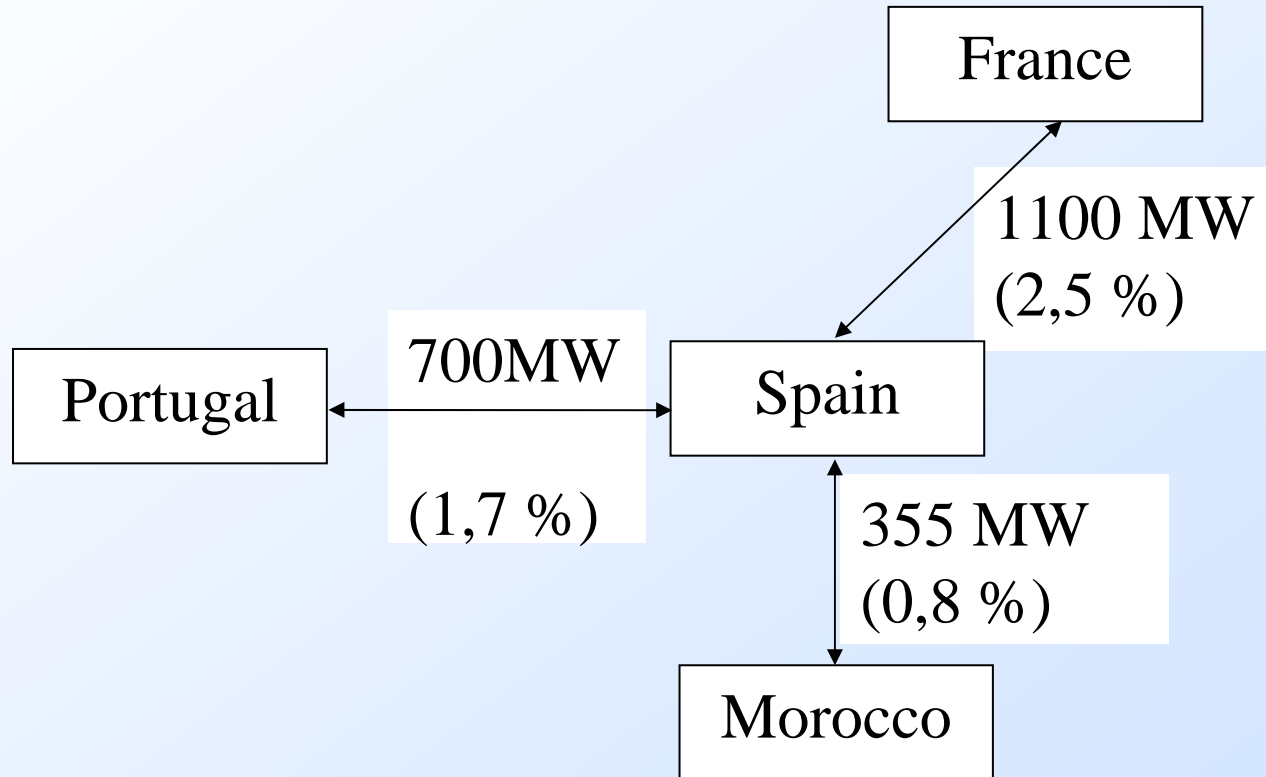 France
1100 MW
(2,5 %)
700MW
Portugal
Spain
(1,7 %)
355 MW
(0,8 %)
Morocco